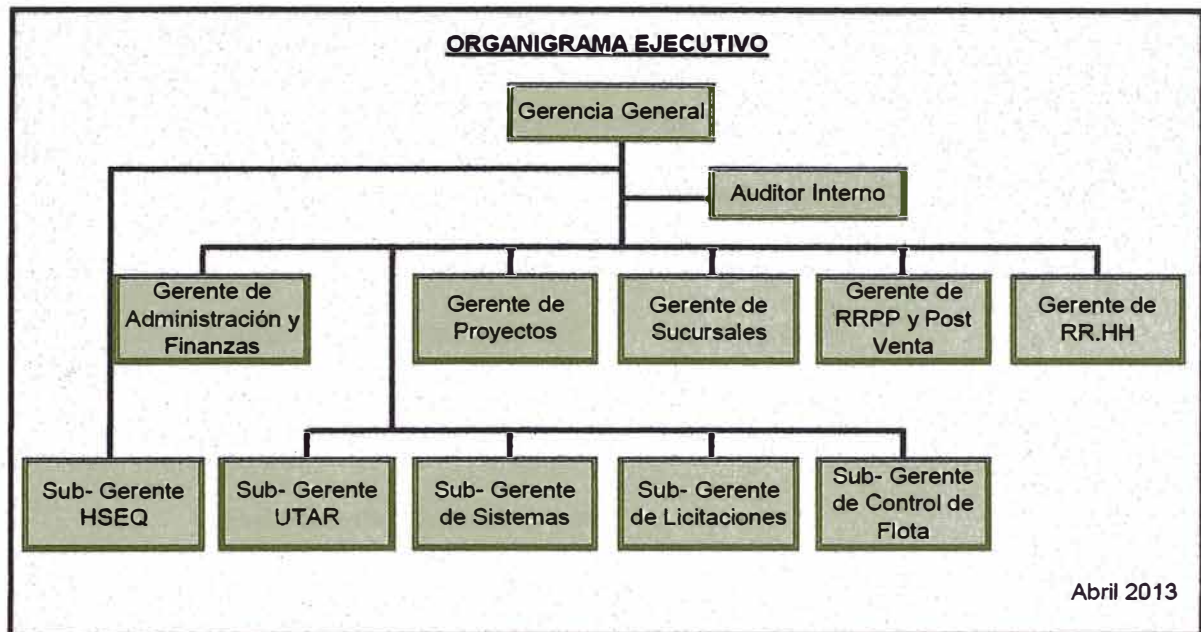 ORGANIGRAMA EJECUTIVO
Gerencia General
Auditor Interno
Gerente de
Administración y
Finanzas
Gerente de
Proyectos
Gerente de
Sucursales
Gerente de
RRPP y Post
Venta
Gerente de
RR.HH
Sub- Gerente
HSEQ
Sub- Gerente
UTAR
Sub- Gerente
de Sistemas
Sub- Gerente
de Licitaciones
Sub- Gerente
de Control de
Flota
Abril 2013